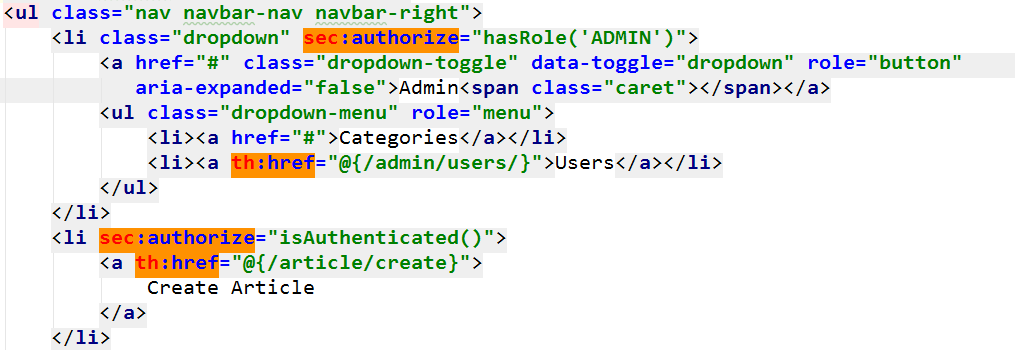 <ul class="nav navbar-nav navbar-right">
<li class="dropdown" sec:authorize="hasRole('ADMIN')">
<a href="#" class="dropdown-toggle" data-toggle="dropdown" role="button"
aria-expanded="false">Admin<span class="caret"></span></a>
<ul class="dropdown-menu" role="menu">
<li><a href="#">Categories</a></li>
<li><a th:href="@{/admin/users/}">Users</a></li>
</ul>
</li>
<li sec:authorize="isAuthenticated()">
<a th:href="@{/article/create}">
Create Article
</a>
</li>